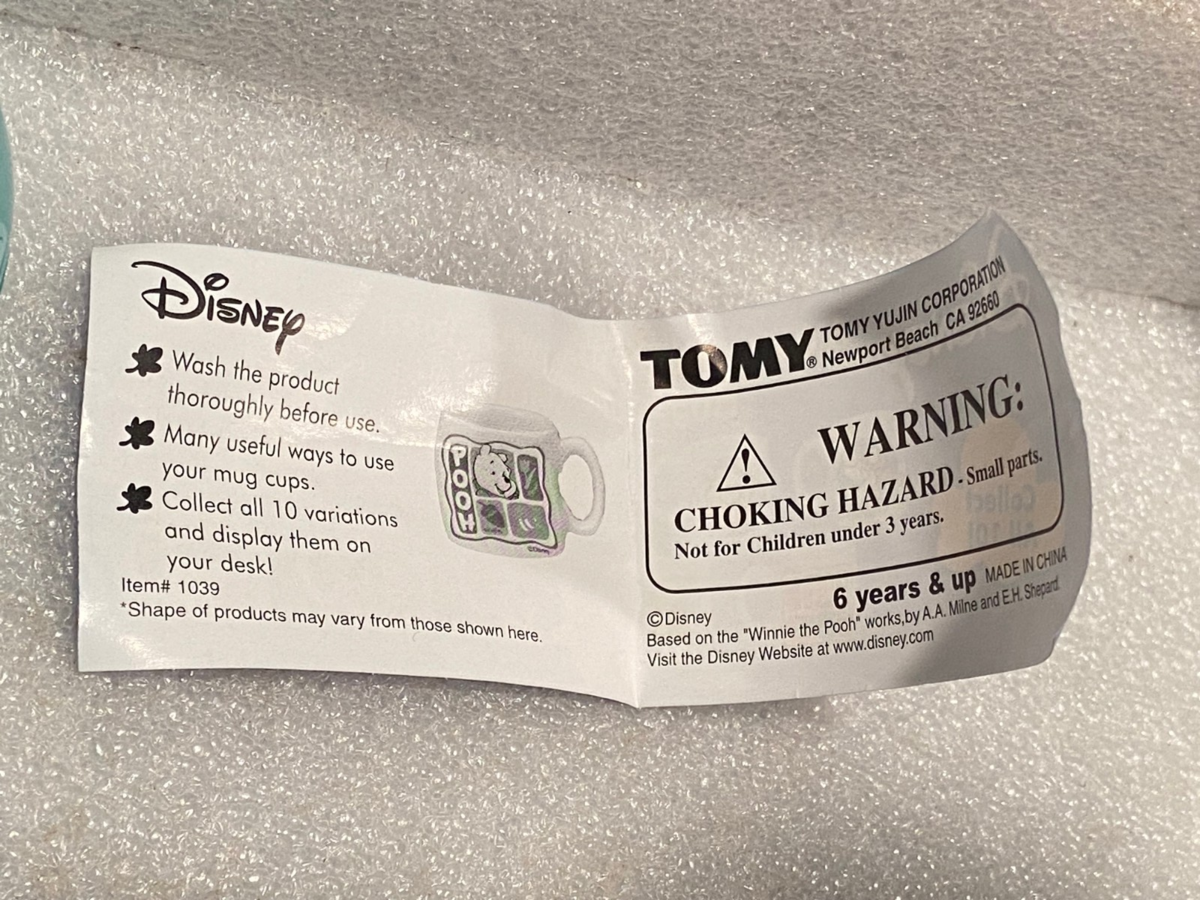 Disney
Wash the product
thoroughly before use.
Many useful ways to use
your mug cups.
Collect all 10 variations
and display them on
your desk!
Item# 1039
*Shape of products may vary from those shown here.
POOH
©Disney
TOMY® TOMY YUJIN CORPORATION
Newport Beach CA 92660
WARNING:
CHOKING HAZARD - Small parts.
Not for Children under 3 years.
6 years & up MADE IN CHINA
©Disney
Based on the "Winnie the Pooh" works,by A.A. Milne and E.H. Shepard.
Visit the Disney Website at www.disney.com